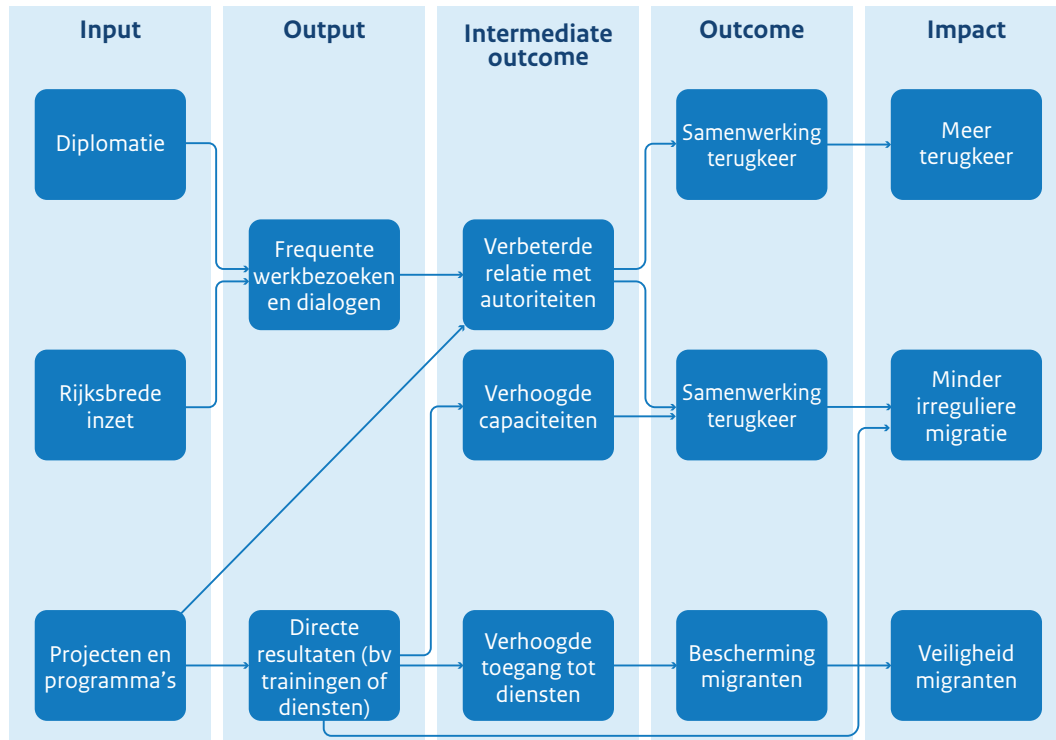 Input
Output
Intermediate
outcome
Outcome
Impact
Diplomatie
Samenwerking
terugkeer
Meer
terugkeer
Frequente
werkbezoeken
en dialogen
Verbeterde
relatie met
autoriteiten
Rijksbrede
inzet
Verhoogde
capaciteiten
Samenwerking
terugkeer
Minder
irreguliere
migratie
Projecten en
programma's
Directe
resultaten (bv
trainingen of
diensten)
Verhoogde
toegang tot
diensten
Bescherming
migranten
Veiligheid
migranten